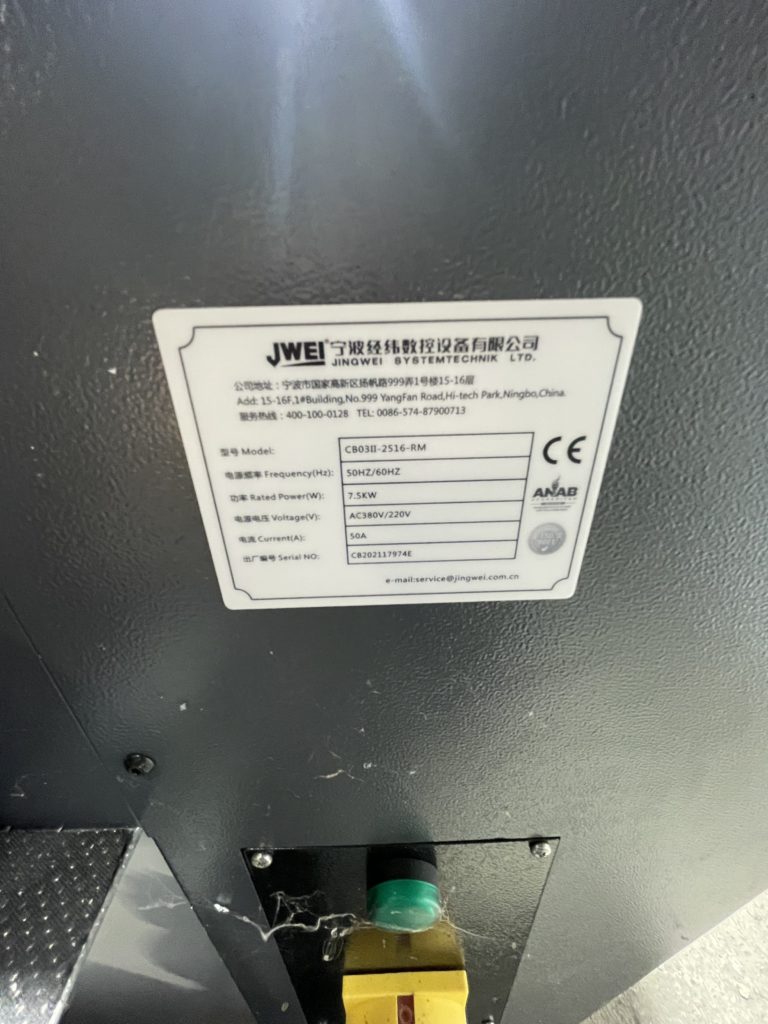 JWEI® 宁波经纬数控设备有限公司
JINGWEI SYSTEMTECHNIK LTD.
公司地址：宁波市国家高新区扬帆路999弄1号楼15-16层
Add: 15-16F,1#Building,No.999 YangFan Road,Hi-tech Park,Ningbo,China.
服务热线：400-100-0128 TEL: 0086-574-87900713
型号 Model: CB03II-2516-RM
电源频率 Frequency(Hz): 50HZ/60HZ
功率 Rated Power(W): 7.5KW
电源电压 Voltage(V): AC380V/220V
电流 Current(A): 50A
出厂编号 Serial NO: CB202117974E
CE
ANAB
e-mail:service@jingwei.com.cn